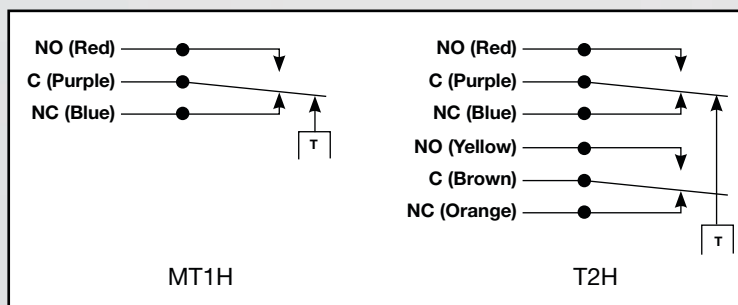 NO (Red)
C (Purple)
NC (Blue)
T
MT1H
NO (Red)
C (Purple)
NC (Blue)
NO (Yellow)
C (Brown)
NC (Orange)
T
T2H